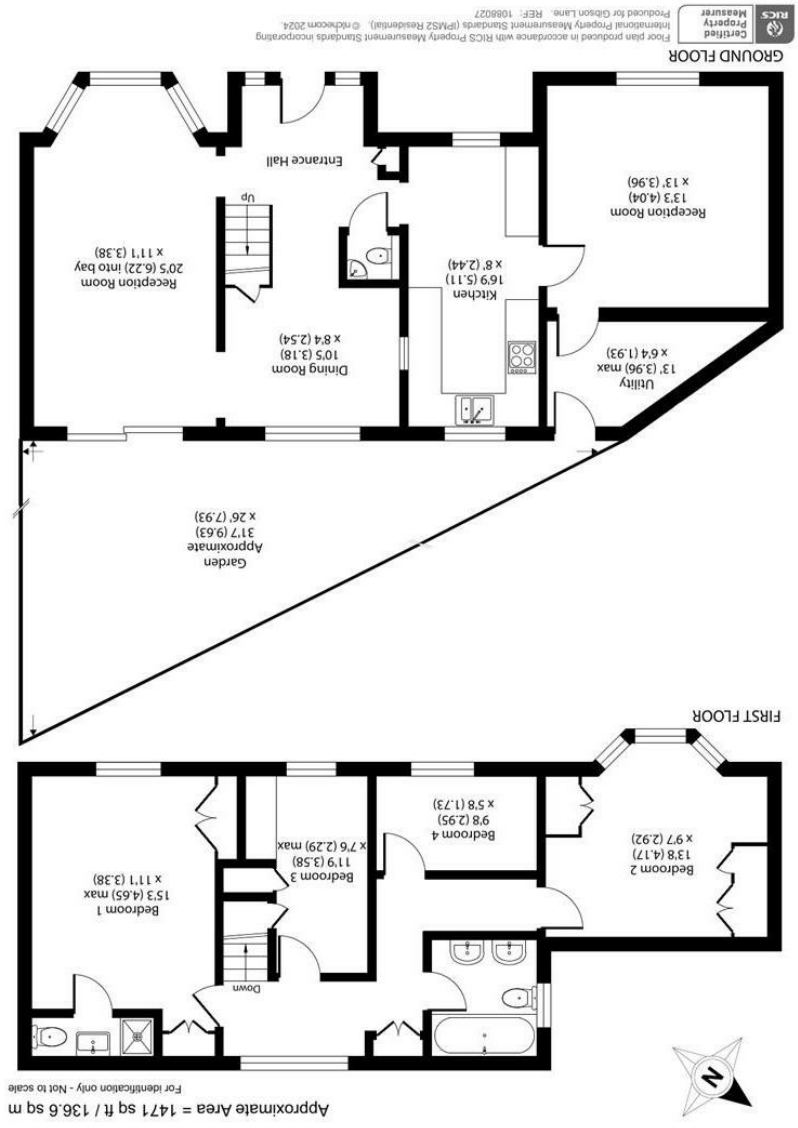 Approximate Area = 1471 sq ft / 136.6 sq m
For identification only - Not to scale
N
Down
Bedroom 1
15'3 (4.65) max
x 11'1 (3.38)
Bedroom 3
11'9 (3.58)
x 7'6 (2.29) max
Bedroom 4
9'8 (2.95)
x 5'8 (1.73)
Bedroom 2
13'8 (4.17)
x 9'7 (2.92)
FIRST FLOOR
Garden
Approximate
31'7 (9.63)
x 26' (7.93)
Utility
13' (3.96) max
x 6'4 (1.93)
Dining Room
10'5 (3.18)
x 8'4 (2.54)
Kitchen
16'9 (5.11)
x 8' (2.44)
Reception Room
20'5 (6.22) into bay
x 11'1 (3.38)
Reception Room
13'3 (4.04)
x 13' (3.96)
Up
Entrance Hall
GROUND FLOOR
RICS
Certified
Property
Measurer
Floor plan produced in accordance with RICS Property Measurement Standards incorporating
International Property Measurement Standards (IPMS2 Residential). © nichecom 2024.
Produced for Gibson Lane. REF: 1088027